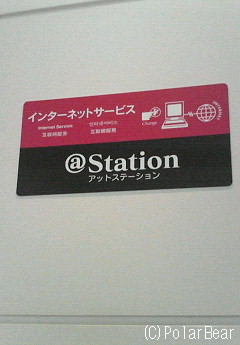 インターネットサービス
Internet Service 인터넷서비스
互联网服务 互聯網服務
Charge
@Station
アットステーション
(C)PolarBear